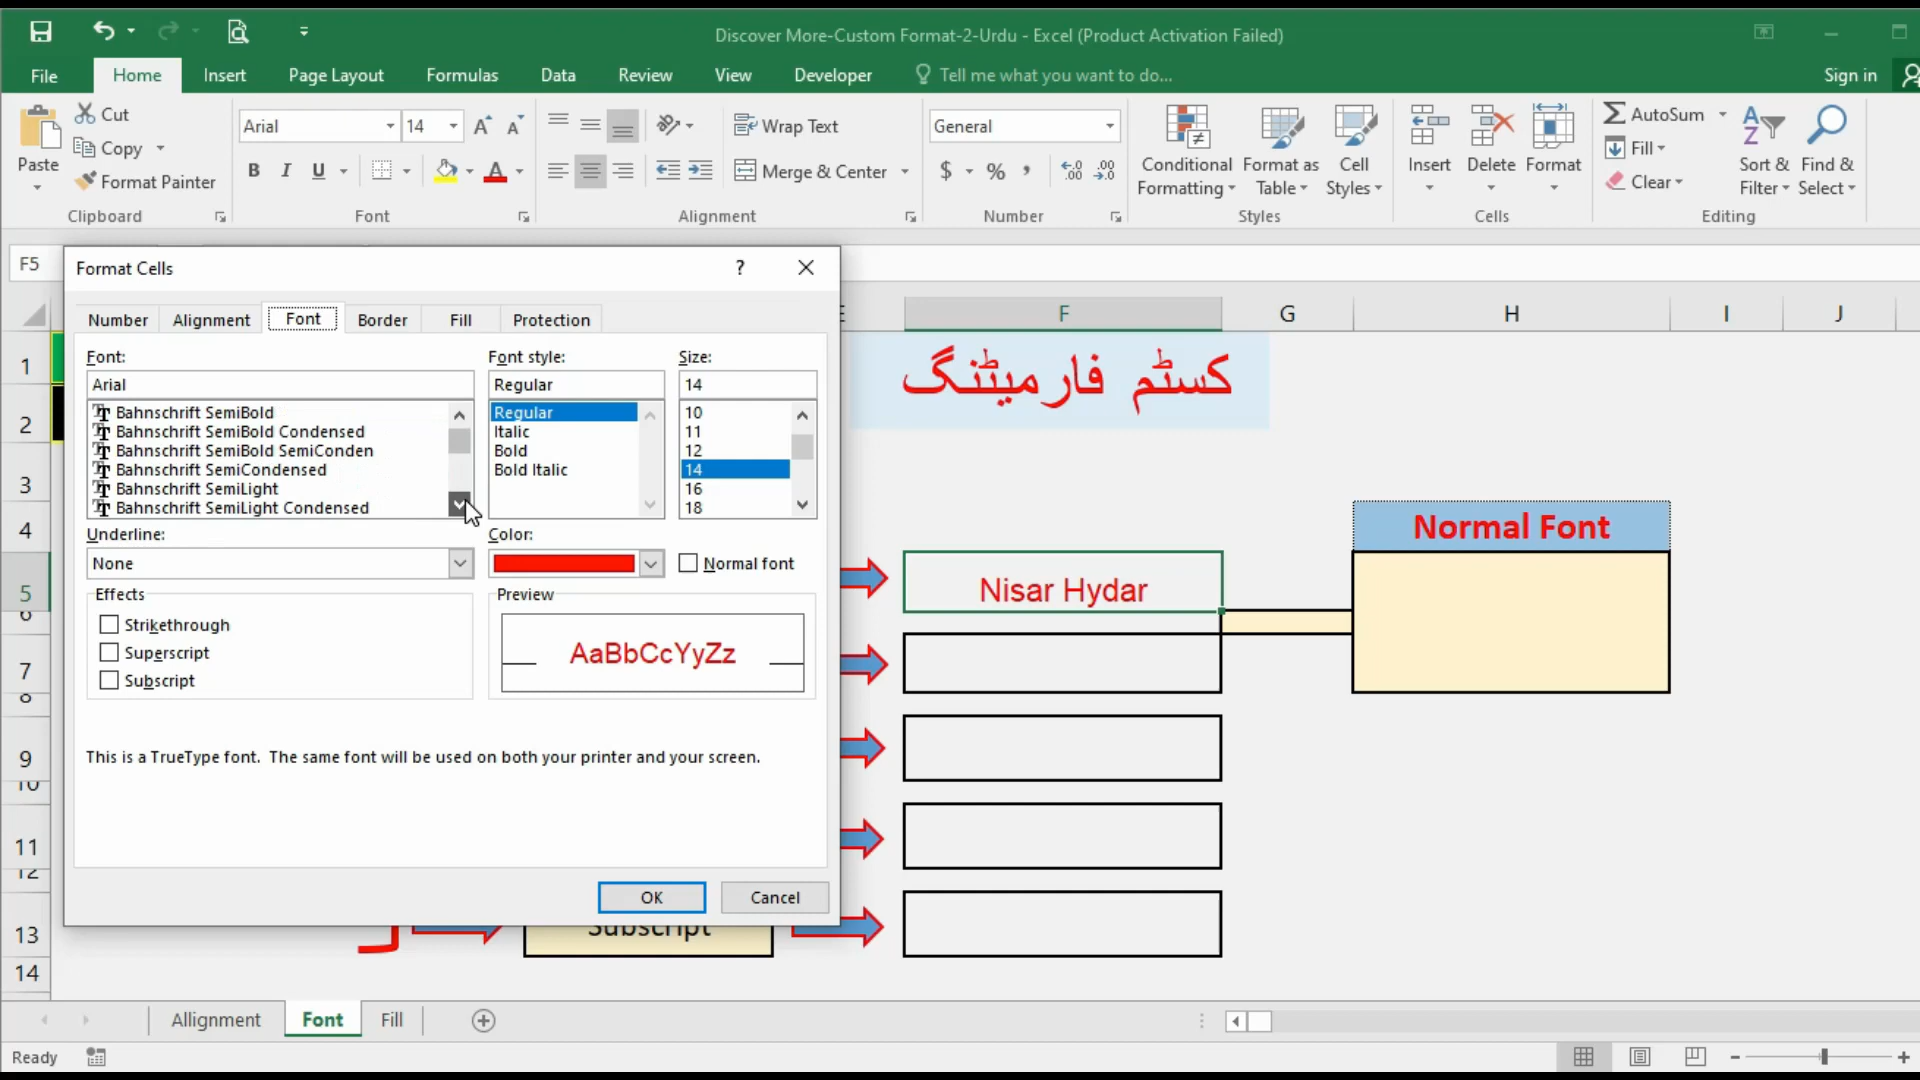 Discover More-Custom Format-2-Urdu - Excel (Product Activation Failed)
File Home Insert Page Layout Formulas Data Review View Developer Tell me what you want to do... Sign in
Cut
Copy
Format Painter
Paste
Clipboard
Arial 14
B I U A
Font
Wrap Text
Merge & Center
Alignment
General
$ % ,
Number
Conditional Formatting
Format as Table
Cell Styles
Styles
Insert Delete Format
Cells
AutoSum
Fill
Clear
Sort & Filter
Find & Select
Editing
F5
Format Cells ?
Number Alignment Font Border Fill Protection
Font: Font style: Size:
Arial Regular 14
Bahnschrift SemiBold
Bahnschrift SemiBold Condensed
Bahnschrift SemiBold SemiConden
Bahnschrift SemiCondensed
Bahnschrift SemiLight
Bahnschrift SemiLight Condensed
Regular
Italic
Bold
Bold Italic
10
11
12
14
16
18
Underline: Color:
None Normal font
Effects Preview
Strikethrough
Superscript
Subscript
AaBbCcYyZz
This is a TrueType font. The same font will be used on both your printer and your screen.
OK Cancel
F G H I J
1
2
3
4
5
6
7
8
9
10
11
12
13
14
کسٹم فارمیٹنگ
Normal Font
Nisar Hydar
Subscript
Allignment Font Fill
Ready